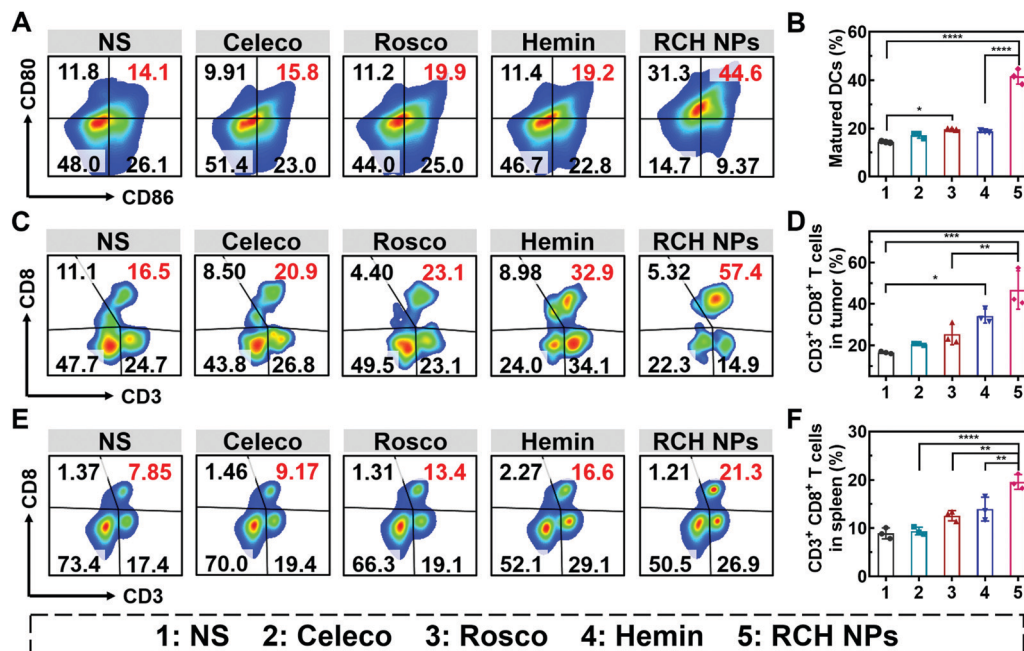 A
NS Celeco Rosco Hemin RCH NPs
CD80
11.8 14.1 9.91 15.8 11.2 19.9 11.4 19.2 31.3 44.6
48.0 26.1 51.4 23.0 44.0 25.0 46.7 22.8 14.7 9.37
CD86
B
Matured DCs (%)
60
40
20
0
**** **** *
1 2 3 4 5
C
NS Celeco Rosco Hemin RCH NPs
CD8
11.1 16.5 8.50 20.9 4.40 23.1 8.98 32.9 5.32 57.4
47.7 24.7 43.8 26.8 49.5 23.1 24.0 34.1 22.3 14.9
CD3
D
CD3+ CD8+ T cells
in tumor (%)
60
40
20
*** ** *
1 2 3 4 5
E
NS Celeco Rosco Hemin RCH NPs
CD8
1.37 7.85 1.46 9.17 1.31 13.4 2.27 16.6 1.21 21.3
73.4 17.4 70.0 19.4 66.3 19.1 52.1 29.1 50.5 26.9
CD3
F
CD3+ CD8+ T cells
in spleen (%)
30
20
10
0
**** ** **
1 2 3 4 5
1: NS 2: Celeco 3: Rosco 4: Hemin 5: RCH NPs